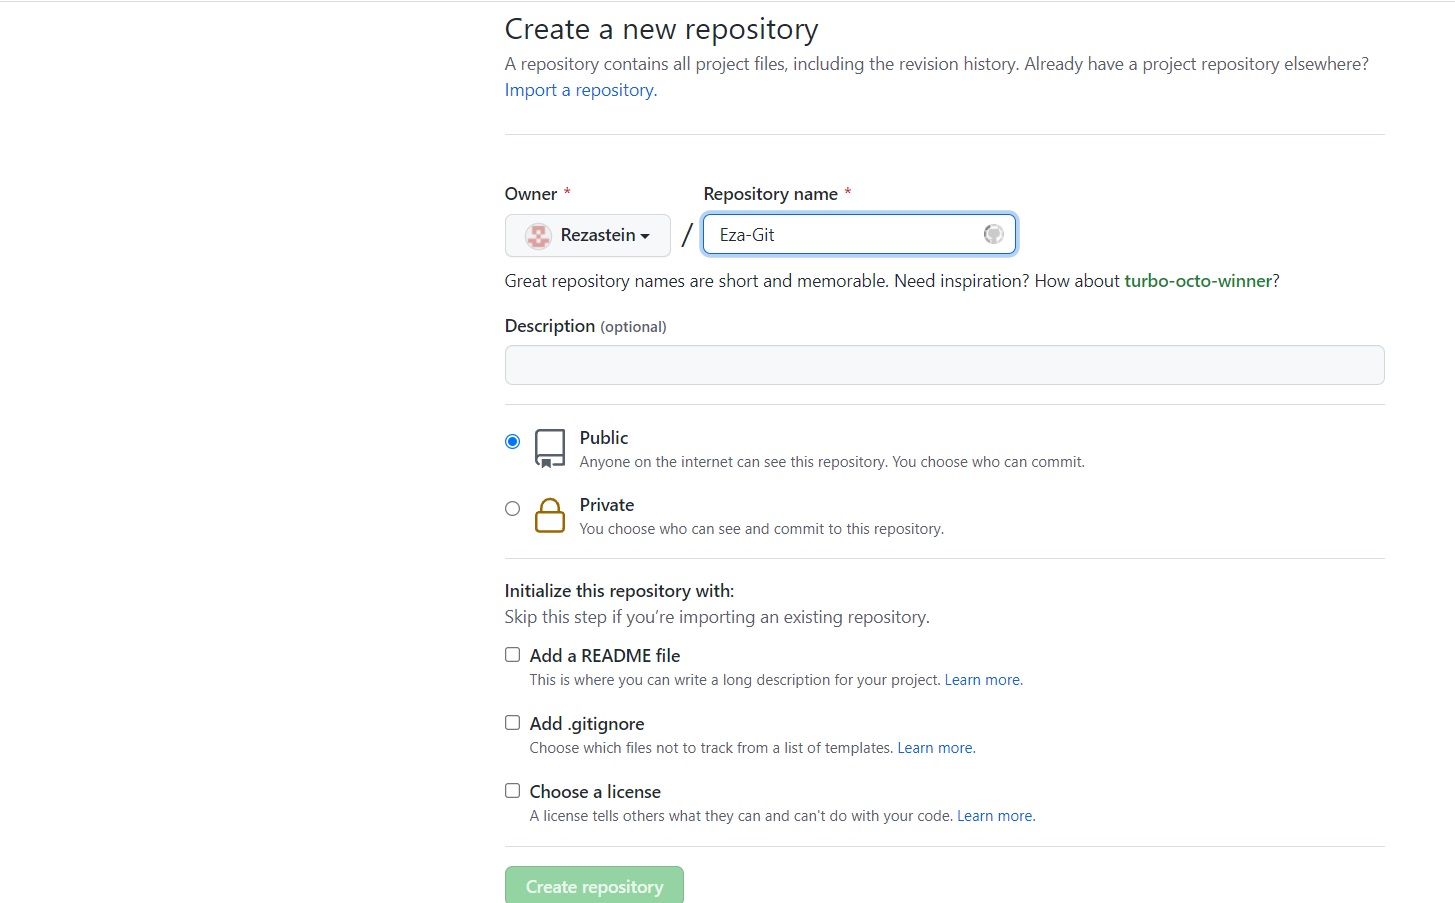 Create a new repository
A repository contains all project files, including the revision history. Already have a project repository elsewhere?
Import a repository.
Owner *
Repository name *
Rezastein
/
Eza-Git
Great repository names are short and memorable. Need inspiration? How about turbo-octo-winner?
Description (optional)
Public
Anyone on the internet can see this repository. You choose who can commit.
Private
You choose who can see and commit to this repository.
Initialize this repository with:
Skip this step if you’re importing an existing repository.
Add a README file
This is where you can write a long description for your project. Learn more.
Add .gitignore
Choose which files not to track from a list of templates. Learn more.
Choose a license
A license tells others what they can and can't do with your code. Learn more.
Create repository